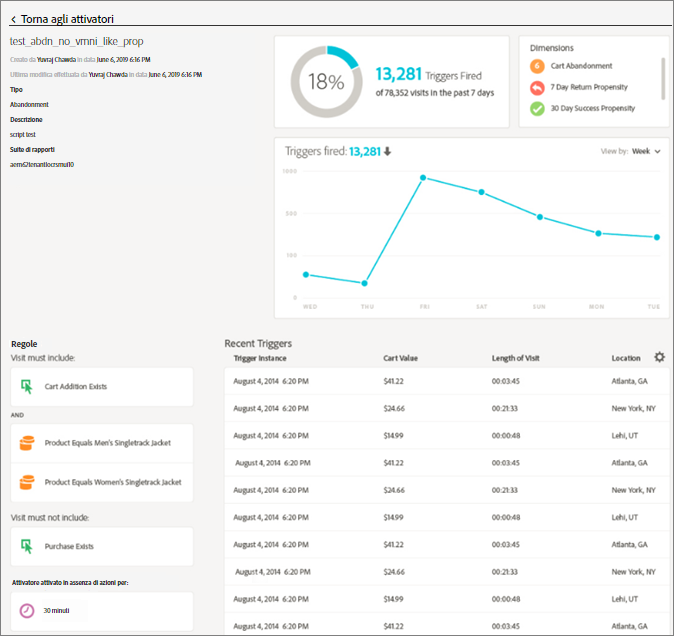 < Torna agli attivatori
test_abdn_no_vmni_like_prop
Creato da Yuvraj Chawda in data June 6, 2019 6:16 PM
Ultima modifica effettuata da Yuvraj Chawda in data June 6, 2019 6:16 PM
Tipo
Abandonment
Descrizione
script test
Suite di rapporti
18%
13,281 Triggers Fired
of 78,352 visits in the past 7 days
Dimensions
6 Cart Abandonment
7 Day Return Propensity
30 Day Success Propensity
Triggers fired: 13,281
View by: Week
1000
500
100
0
WED THU FRI SAT SUN MON TUE
Regole
Visit must include:
Cart Addition Exists
AND
Product Equals Men's Singletrack Jacket
Product Equals Women's Singletrack Jacket
Visit must not include:
Purchase Exists
Attivatore attivato in assenza di azioni per:
30 minuti
Recent Triggers
Trigger Instance Cart Value Length of Visit Location
August 4, 2014 6:20 PM $41.22 00:03:45 Atlanta, GA
August 4, 2014 6:20 PM $24.66 00:21:33 New York, NY
August 4, 2014 6:20 PM $14.99 00:00:48 Lehi, UT
August 4, 2014 6:20 PM $41.22 00:03:45 Atlanta, GA
August 4, 2014 6:20 PM $24.66 00:21:33 New York, NY
August 4, 2014 6:20 PM $14.99 00:00:48 Lehi, UT
August 4, 2014 6:20 PM $41.22 00:03:45 Atlanta, GA
August 4, 2014 6:20 PM $24.66 00:21:33 New York, NY
August 4, 2014 6:20 PM $14.99 00:00:48 Lehi, UT
August 4, 2014 6:20 PM $41.22 00:03:45 Atlanta, GA